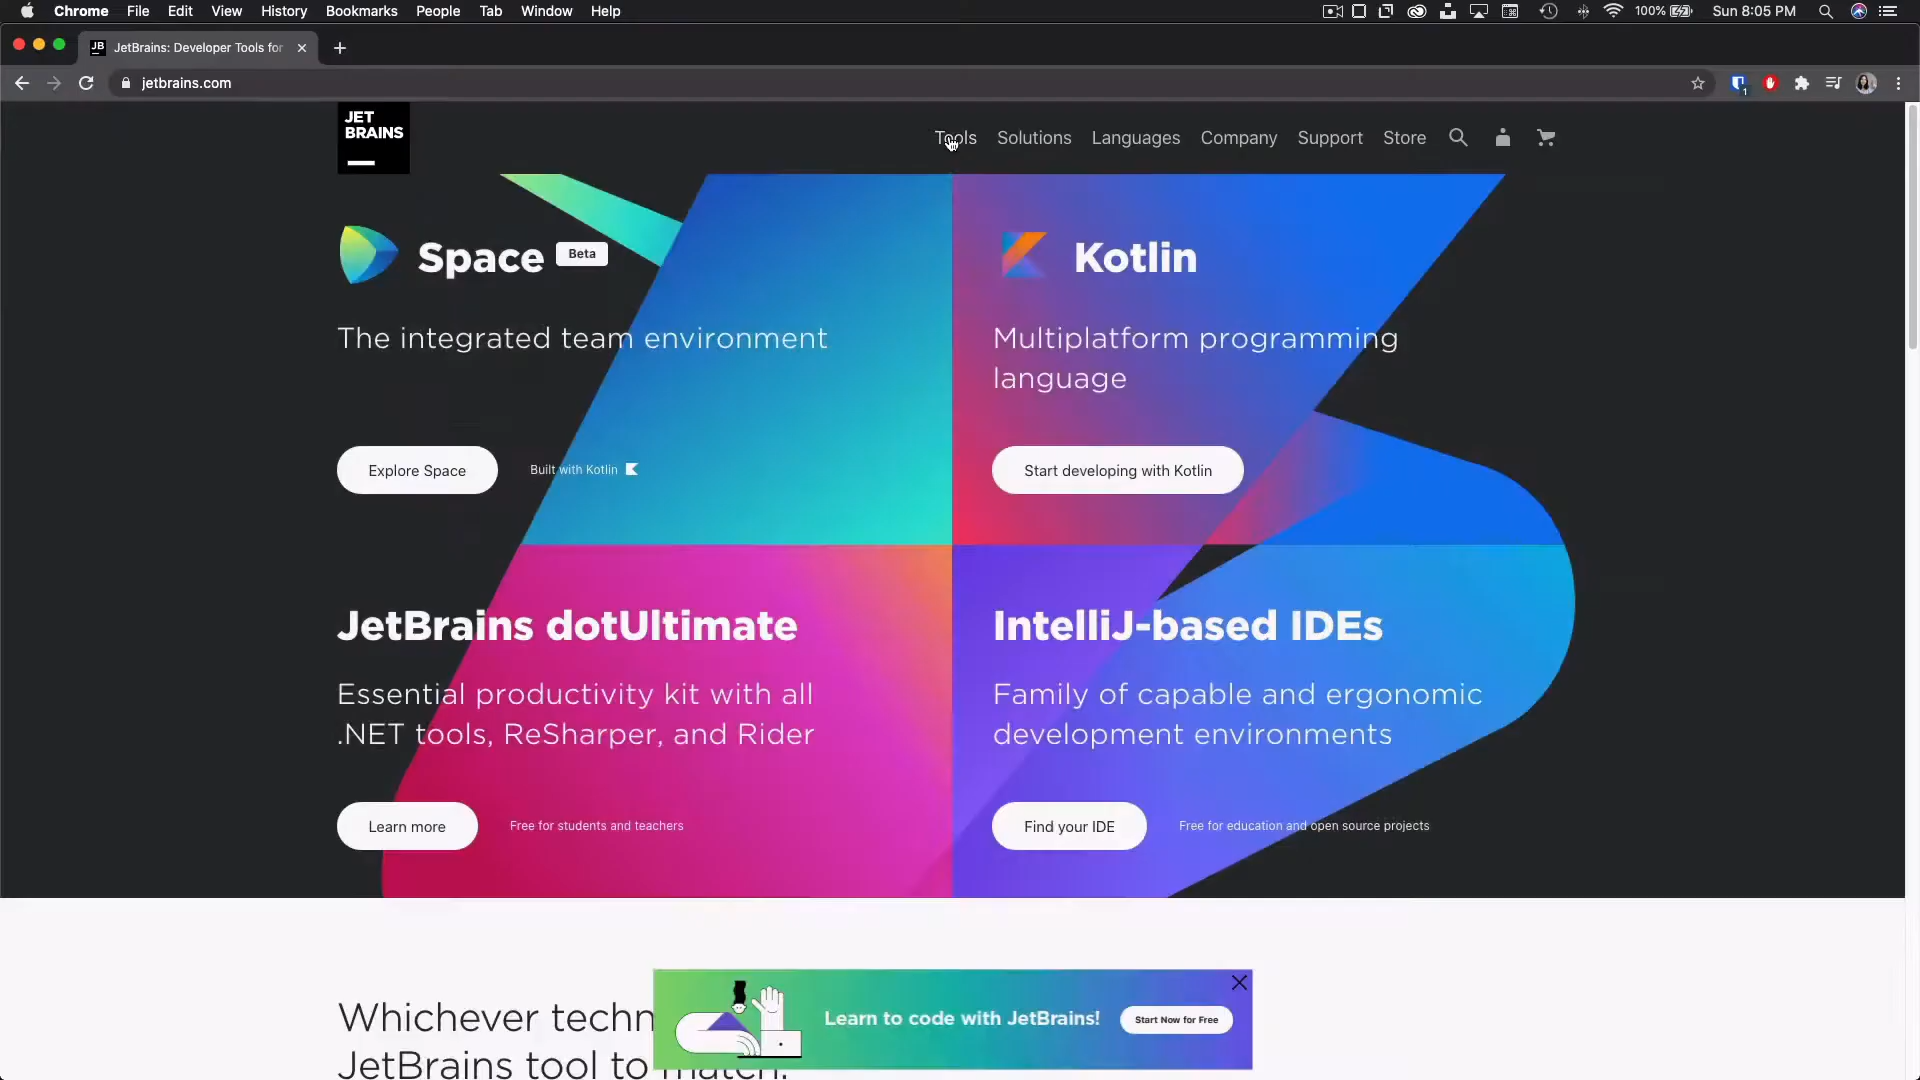 Chrome File Edit View History Bookmarks People Tab Window Help
100% Sun 8:05 PM
JB JetBrains: Developer Tools for
jetbrains.com
1
JET
BRAINS
Tools Solutions Languages Company Support Store
Space Beta
The integrated team environment
Explore Space
Built with Kotlin
Kotlin
Multiplatform programming
language
Start developing with Kotlin
JetBrains dotUltimate
Essential productivity kit with all
.NET tools, ReSharper, and Rider
Learn more
Free for students and teachers
IntelliJ-based IDEs
Family of capable and ergonomic
development environments
Find your IDE
Free for education and open source projects
Whichever techn
JetBrains tool to match.
Learn to code with JetBrains!
Start Now for Free